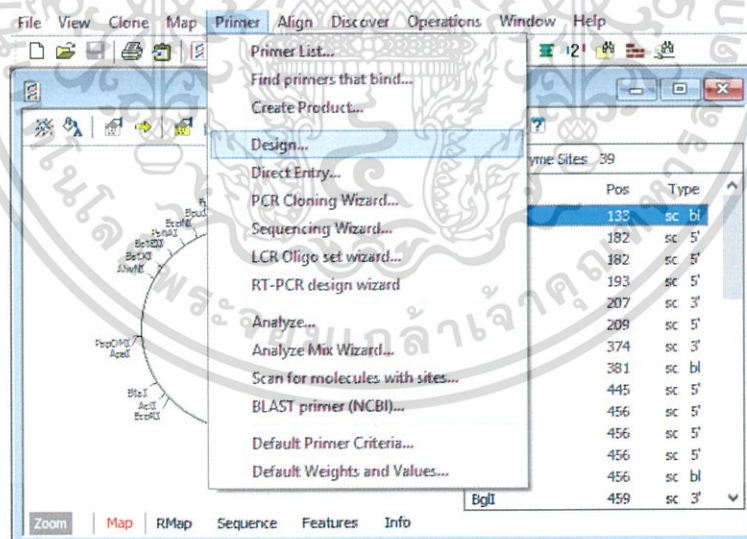 File View Clone Map Primer Align Discover Operations Window Help
Primer List...
Find primers that bind...
Create Product...
Design...
Direct Entry...
PCR Cloning Wizard...
Sequencing Wizard...
LCR Oligo set wizard...
RT-PCR design wizard
Analyze...
Analyze Mix Wizard...
Scan for molecules with sites...
BLAST primer (NCBI)...
Default Primer Criteria...
Default Weights and Values...
yme Sites 39
Pos Type
133 sc bl
182 sc 5'
182 sc 5'
193 sc 5'
207 sc 3'
209 sc 5'
374 sc 3'
381 sc bl
445 sc 5'
456 sc 5'
456 sc 5'
456 sc 5'
456 sc bl
BglI 459 sc 3'
Zoom Map RMap Sequence Features Info